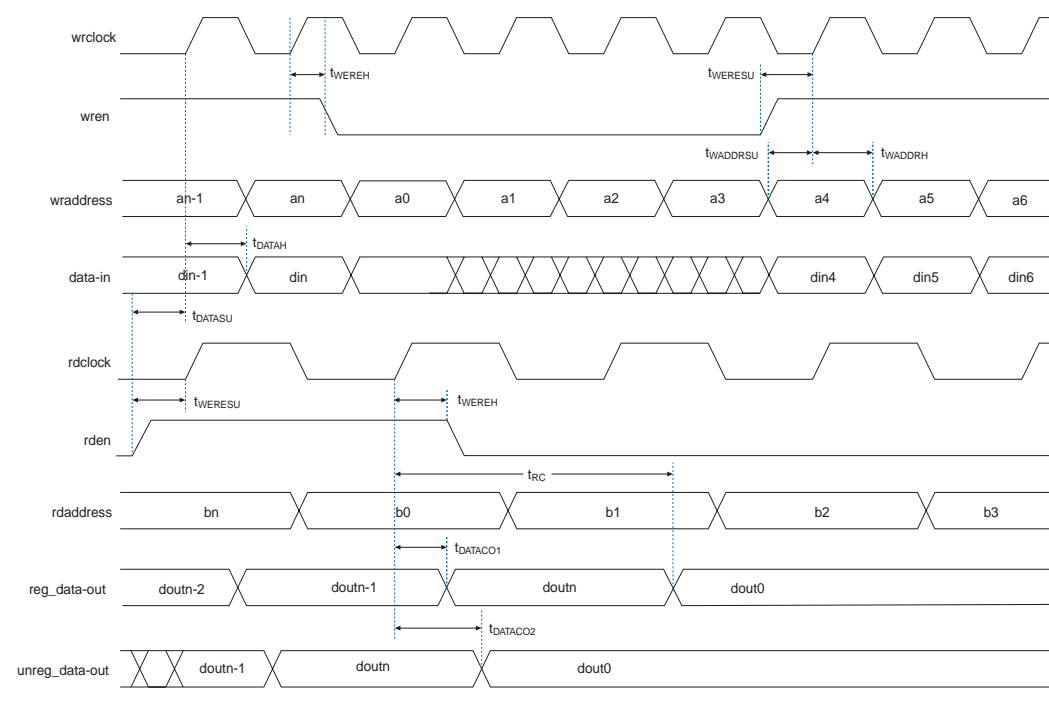 wrclock
tWEREH
tWERESU
wren
tWADDRSU
tWADDRH
wraddress an-1 an a0 a1 a2 a3 a4 a5 a6
tDATAH
data-in din-1 din din4 din5 din6
tDATASU
rdclock
tWERESU
tWEREH
rden
tRC
rdaddress bn b0 b1 b2 b3
tDATACO1
reg_data-out doutn-2 doutn-1 doutn dout0
tDATACO2
unreg_data-out doutn-1 doutn dout0